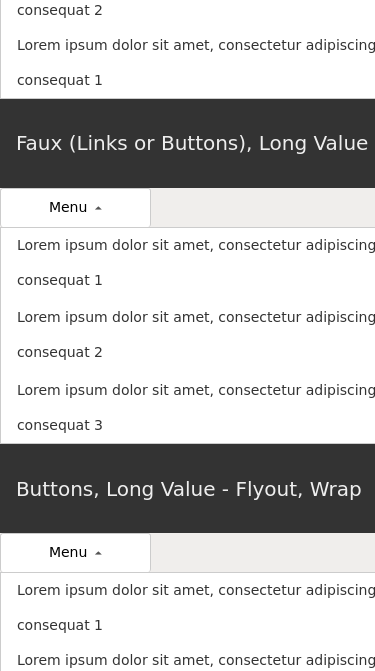 consequat 2
Lorem ipsum dolor sit amet, consectetur adipiscing
consequat 1
Faux (Links or Buttons), Long Value
Menu
Lorem ipsum dolor sit amet, consectetur adipiscing
consequat 1
Lorem ipsum dolor sit amet, consectetur adipiscing
consequat 2
Lorem ipsum dolor sit amet, consectetur adipiscing
consequat 3
Buttons, Long Value - Flyout, Wrap
Menu
Lorem ipsum dolor sit amet, consectetur adipiscing
consequat 1
Lorem ipsum dolor sit amet, consectetur adipiscing